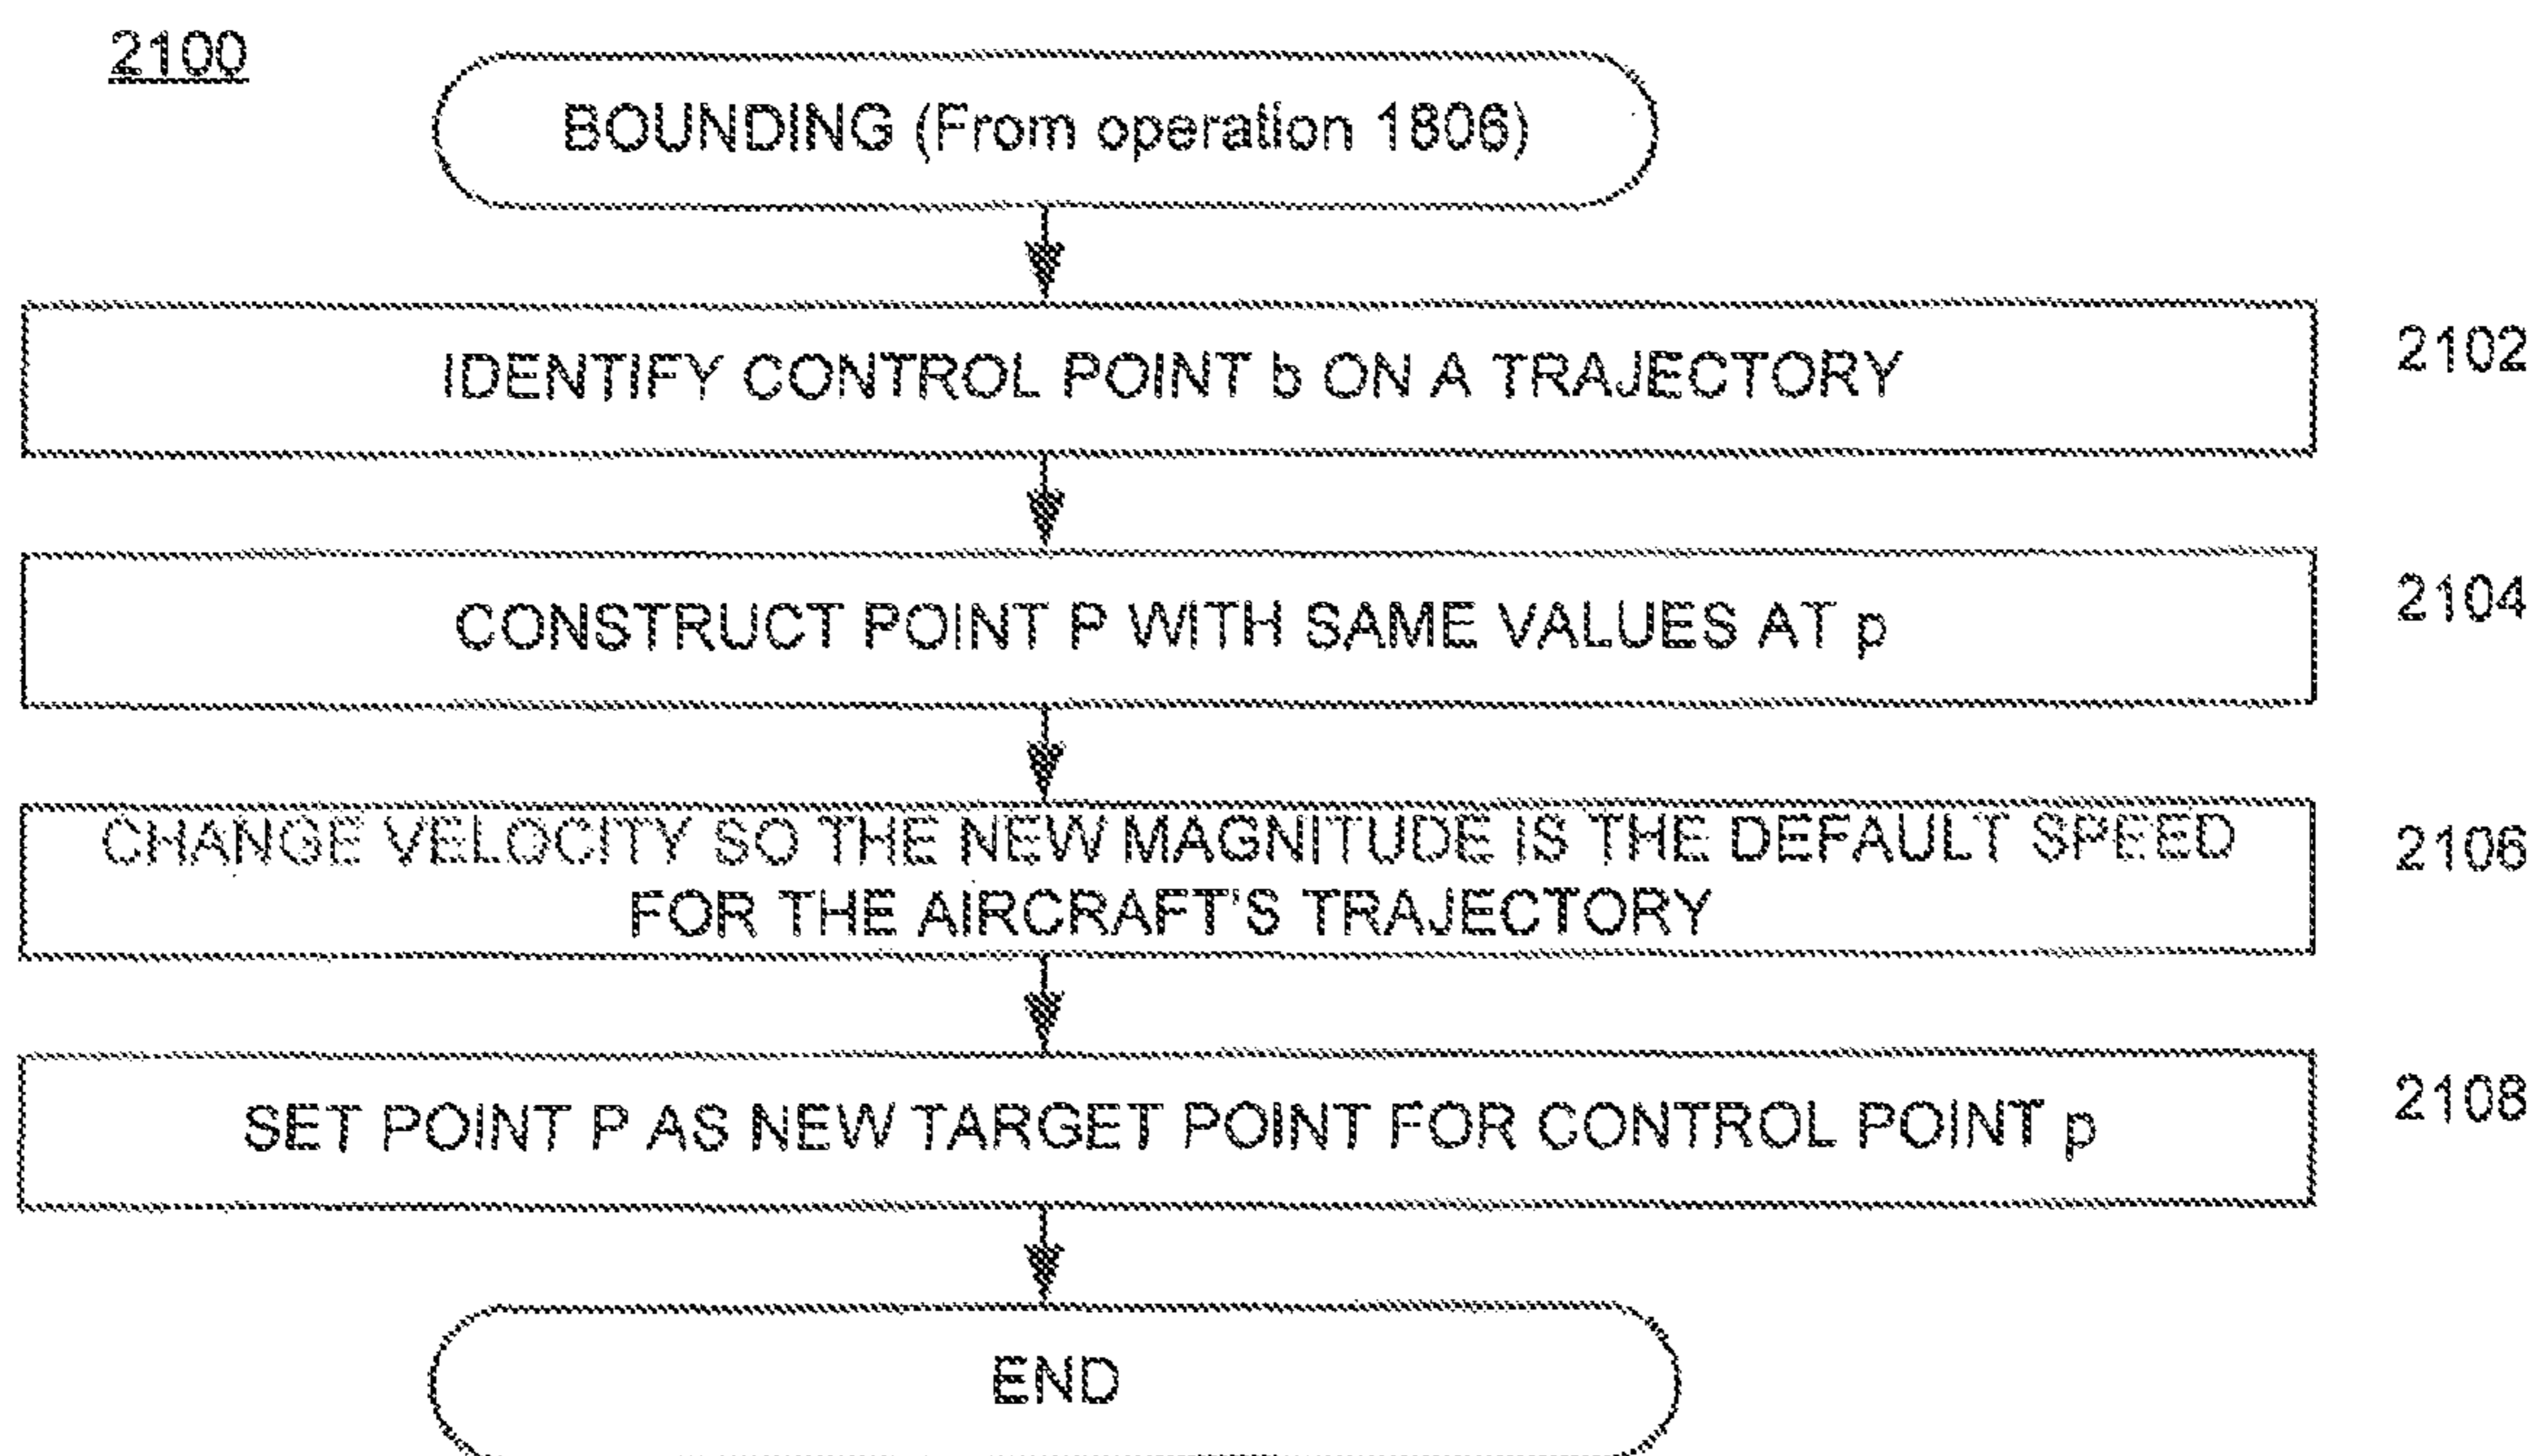 2100
BOUNDING (From operation 1806)
IDENTIFY CONTROL POINT b ON A TRAJECTORY
2102
CONSTRUCT POINT P WITH SAME VALUES AT p
2104
CHANGE VELOCITY SO THE NEW MAGNITUDE IS THE DEFAULT SPEED
FOR THE AIRCRAFT'S TRAJECTORY
2106
SET POINT P AS NEW TARGET POINT FOR CONTROL POINT p
2108
END